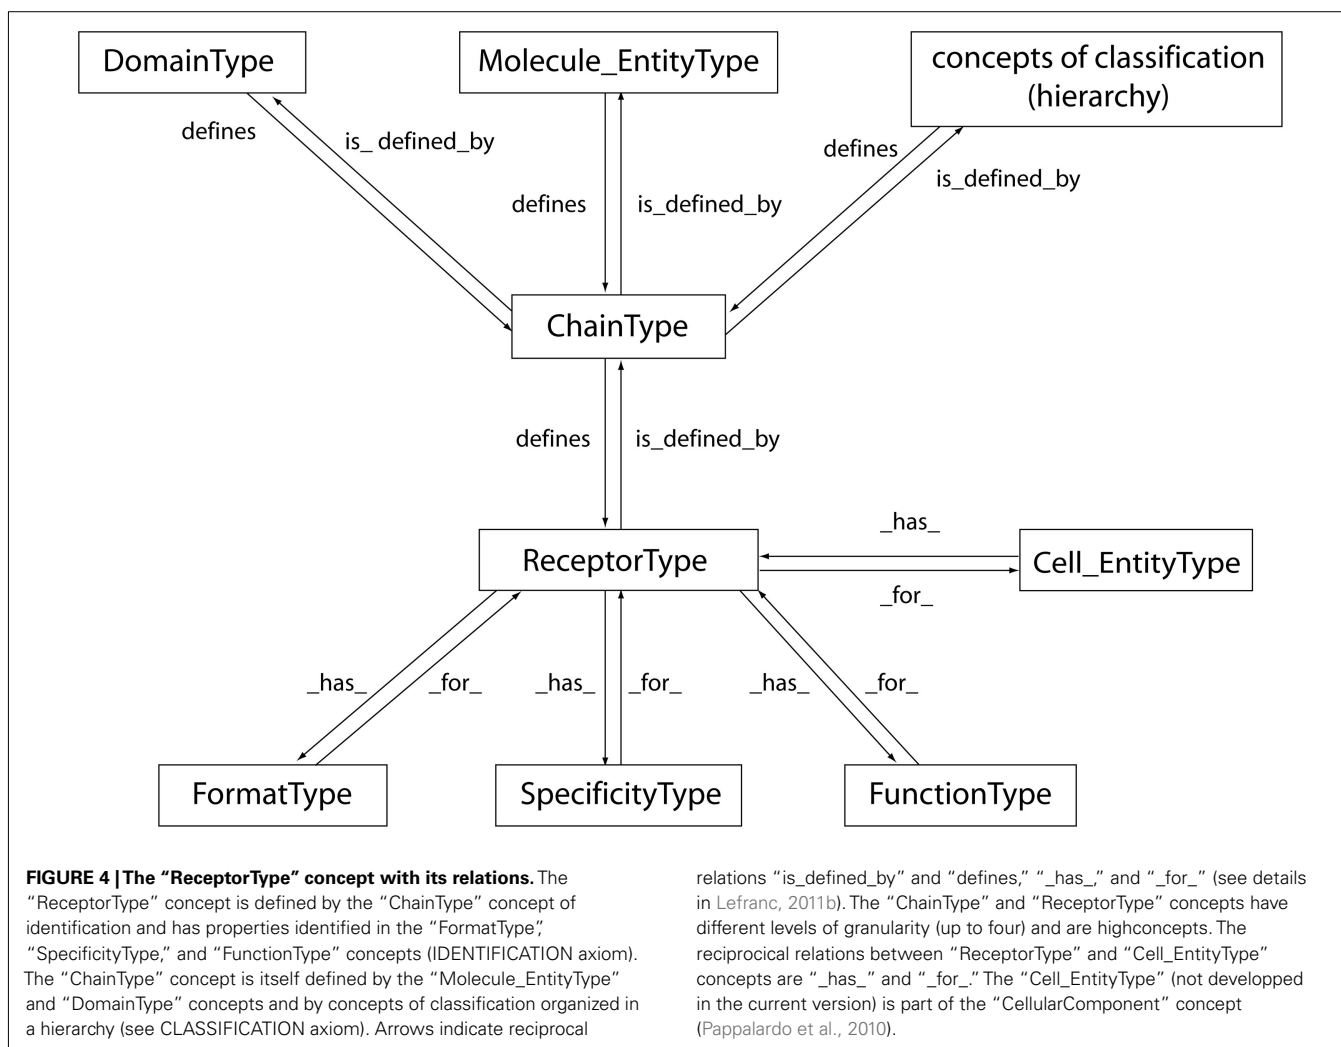 DomainType
Molecule_EntityType
concepts of classification
(hierarchy)
defines
is_ defined_by
defines
is_defined_by
defines
is_defined_by
ChainType
defines
is_defined_by
ReceptorType
_has_
Cell_EntityType
_for_
_has_
_for_
_has_
_for_
_has_
_for_
FormatType
SpecificityType
FunctionType
FIGURE 4 | The “ReceptorType” concept with its relations. The
“ReceptorType” concept is defined by the “ChainType” concept of
identification and has properties identified in the “FormatType”,
“SpecificityType,” and “FunctionType” concepts (IDENTIFICATION axiom).
The “ChainType” concept is itself defined by the “Molecule_EntityType”
and “DomainType” concepts and by concepts of classification organized in
a hierarchy (see CLASSIFICATION axiom). Arrows indicate reciprocal
relations “is_defined_by” and “defines,” “_has_,” and “_for_” (see details
in Lefranc, 2011b). The “ChainType” and “ReceptorType” concepts have
different levels of granularity (up to four) and are highconcepts. The
reciprocical relations between “ReceptorType” and “Cell_EntityType”
concepts are “_has_” and “_for_.” The “Cell_EntityType” (not developped
in the current version) is part of the “CellularComponent” concept
(Pappalardo et al., 2010).